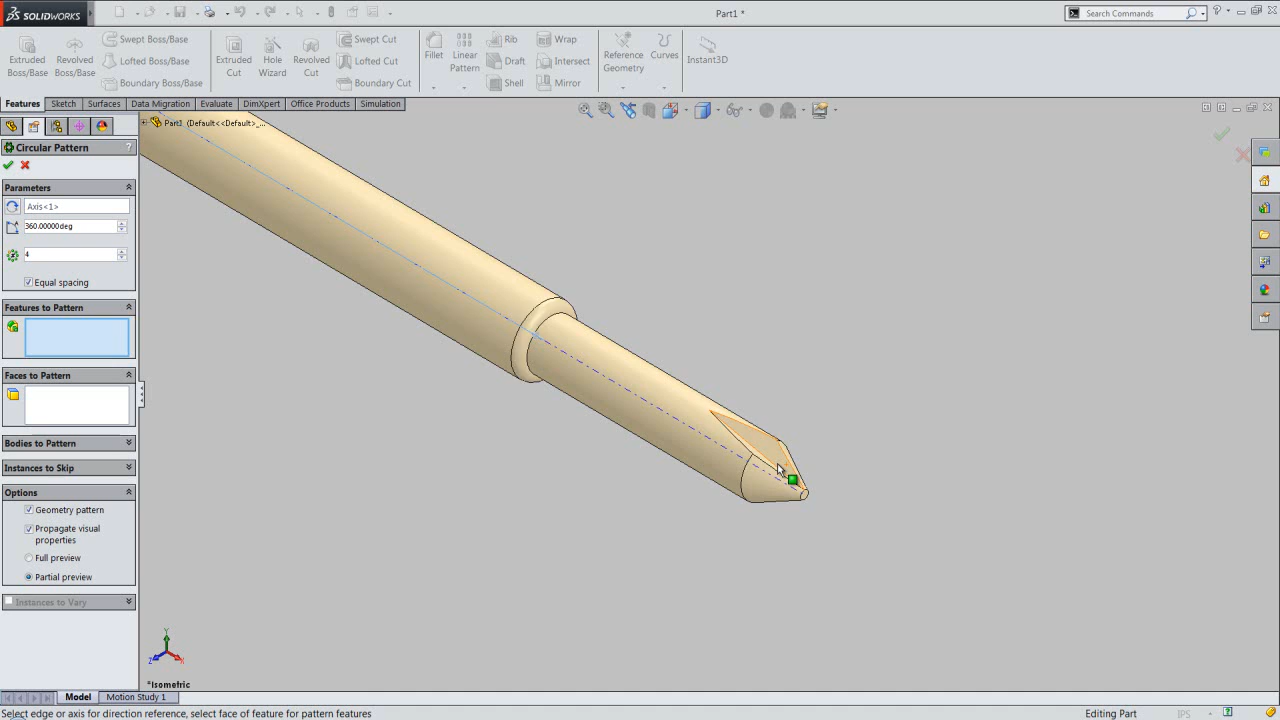 SOLIDWORKS
Part1 *
Search Commands
Extruded Boss/Base
Revolved Boss/Base
Swept Boss/Base
Lofted Boss/Base
Boundary Boss/Base
Extruded Cut
Hole Wizard
Revolved Cut
Swept Cut
Lofted Cut
Boundary Cut
Fillet
Linear Pattern
Rib
Draft
Shell
Wrap
Intersect
Mirror
Reference Geometry
Curves
Instant3D
Features Sketch Surfaces Data Migration Evaluate DimXpert Office Products Simulation
Part1 (Default<<Default>_...
Circular Pattern ?
Parameters
Axis<1>
360.00000deg
4
Equal spacing
Features to Pattern
Faces to Pattern
Bodies to Pattern
Instances to Skip
Options
Geometry pattern
Propagate visual
properties
Full preview
Partial preview
Instances to Vary
Y
Z X
*Isometric
Model Motion Study 1
Select edge or axis for direction reference, select face of feature for pattern features
Editing Part
IPS